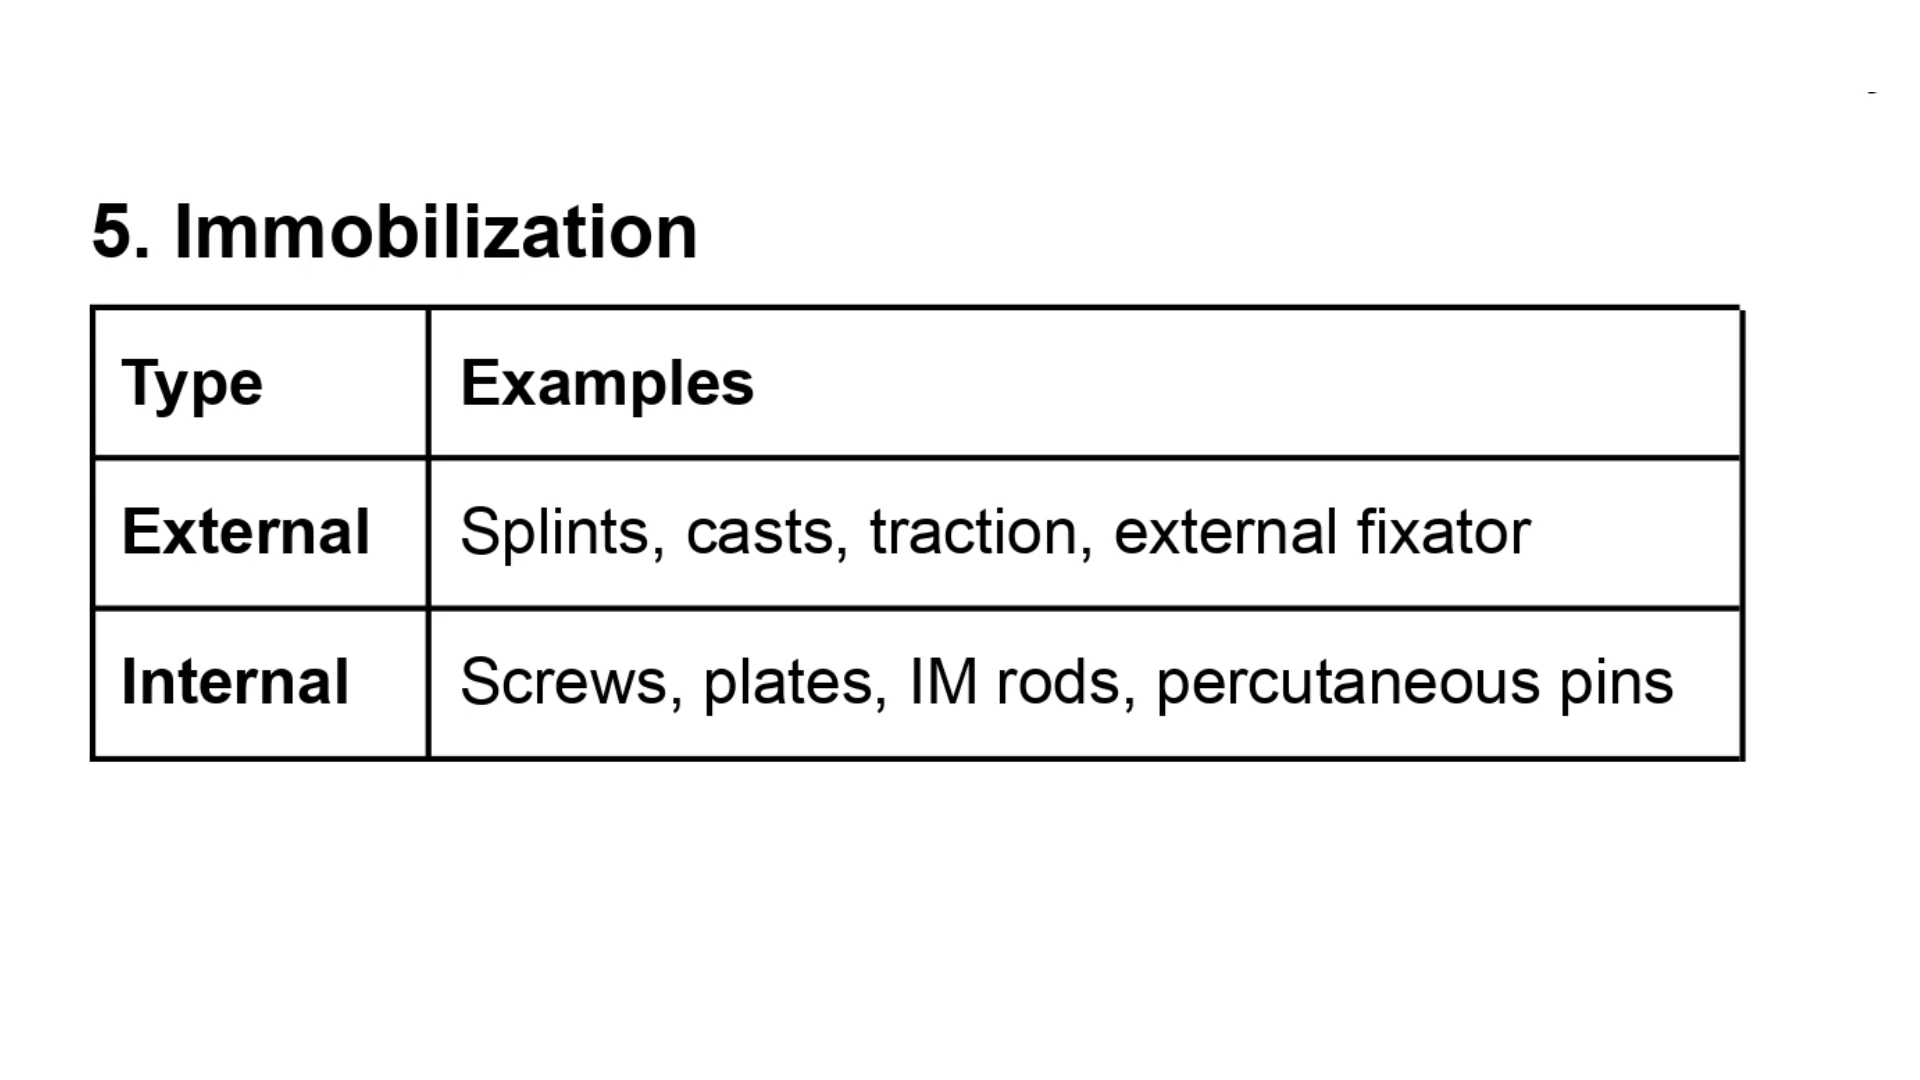 5. Immobilization
Type Examples
External Splints, casts, traction, external fixator
Internal Screws, plates, IM rods, percutaneous pins